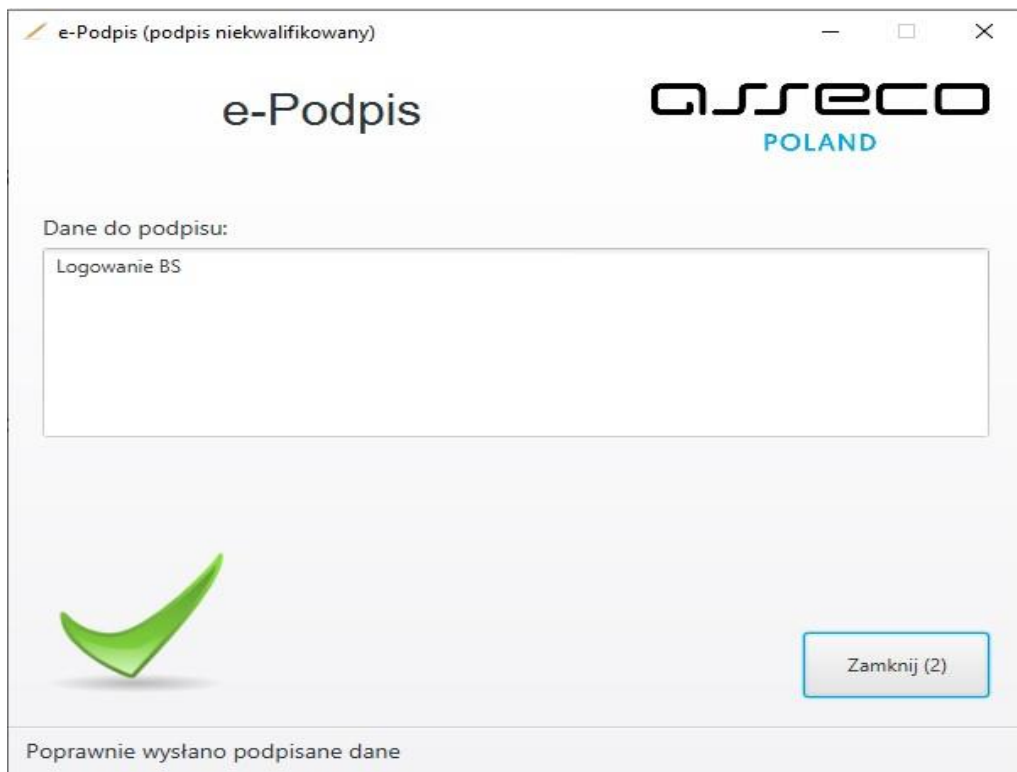 e-Podpis (podpis niekwalifikowany)
e-Podpis
asseco
POLAND
Dane do podpisu:
Logowanie BS
Zamknij (2)
Poprawnie wysłano podpisane dane